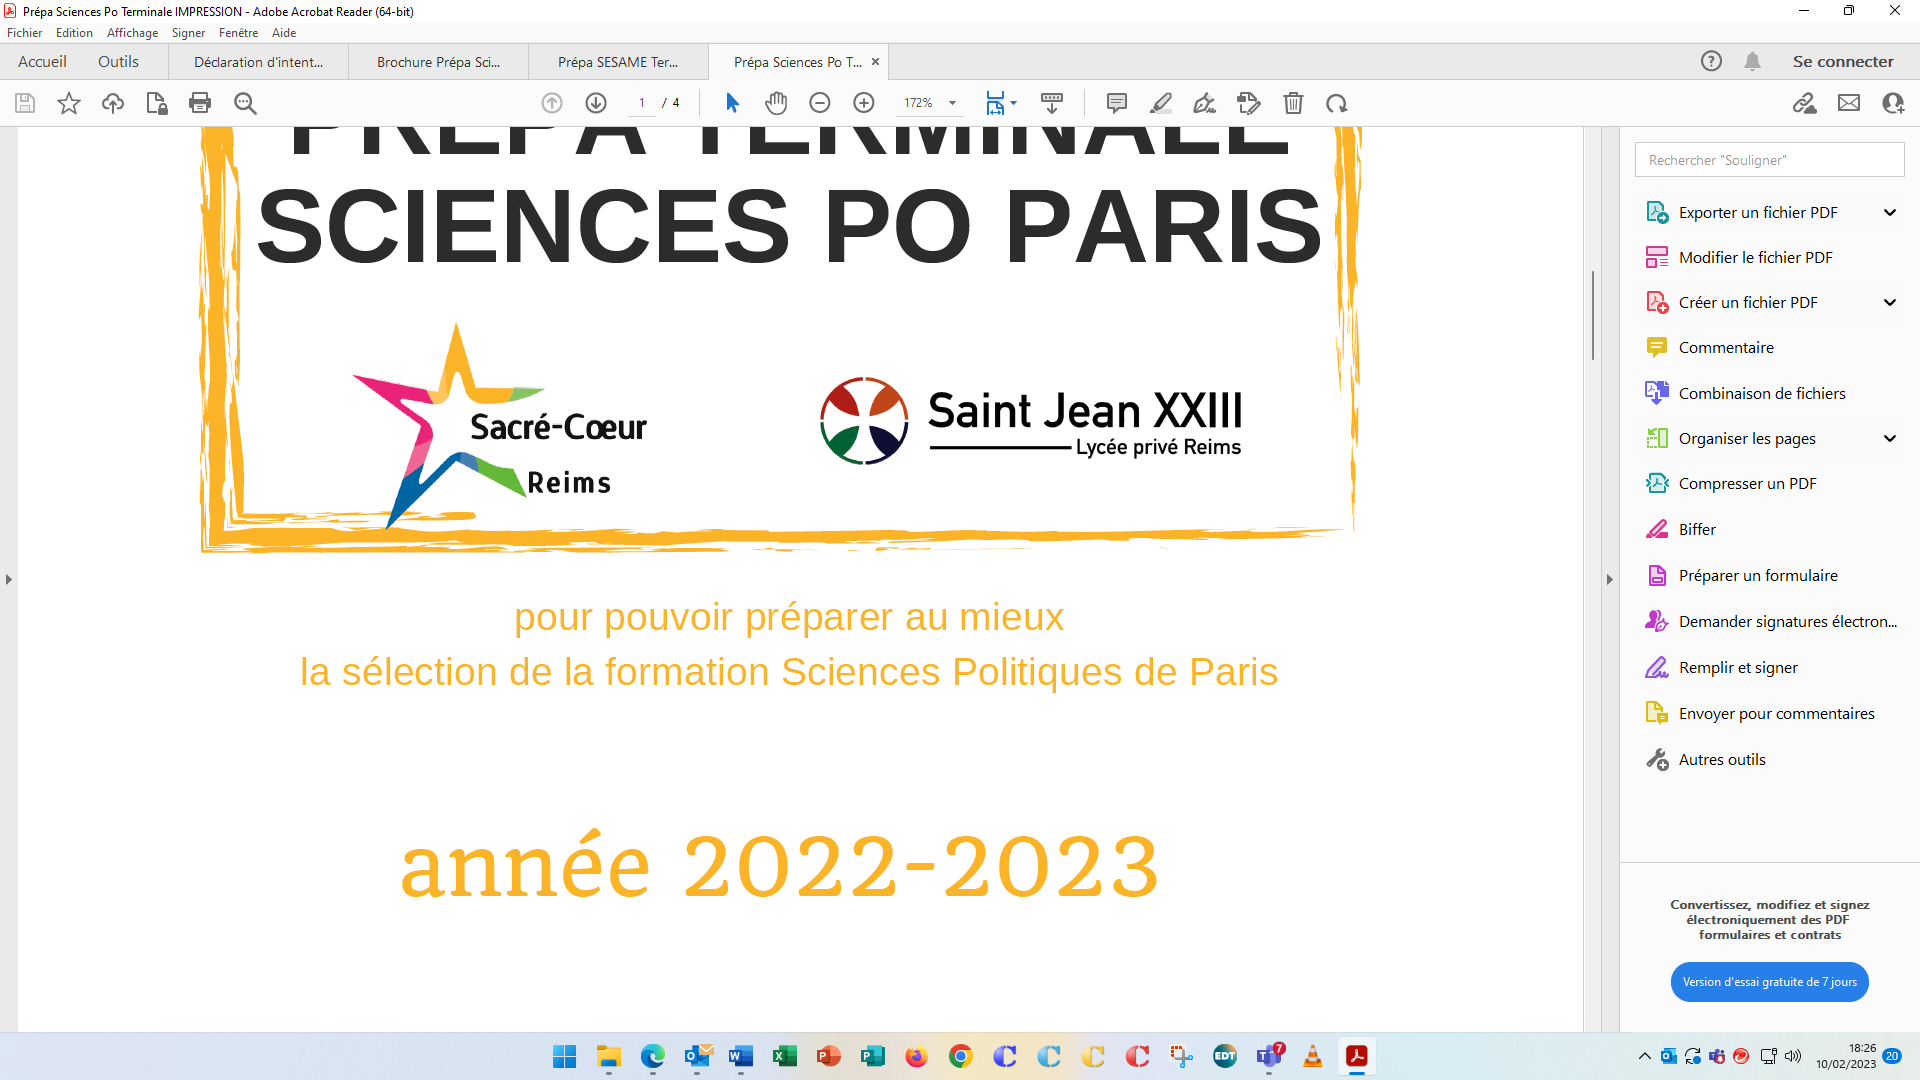 Prépa Sciences Po Terminale IMPRESSION - Adobe Acrobat Reader (64-bit)
Fichier Edition Affichage Signer Fenêtre Aide
Accueil Outils Déclaration d'intent... Brochure Prépa Sci... Prépa SESAME Ter... Prépa Sciences Po T... Se connecter
1 / 4 172%
PRÉPA TERMINALE
SCIENCES PO PARIS
Sacré-Cœur
Reims
Saint Jean XXIII
Lycée privé Reims
pour pouvoir préparer au mieux
la sélection de la formation Sciences Politiques de Paris
année 2022-2023
Rechercher "Souligner"
Exporter un fichier PDF
Modifier le fichier PDF
Créer un fichier PDF
Commentaire
Combinaison de fichiers
Organiser les pages
Compresser un PDF
Biffer
Préparer un formulaire
Demander signatures électron...
Remplir et signer
Envoyer pour commentaires
Autres outils
Convertissez, modifiez et signez
électroniquement des PDF
formulaires et contrats
Version d'essai gratuite de 7 jours
EDT
7
18:26
10/02/2023
20